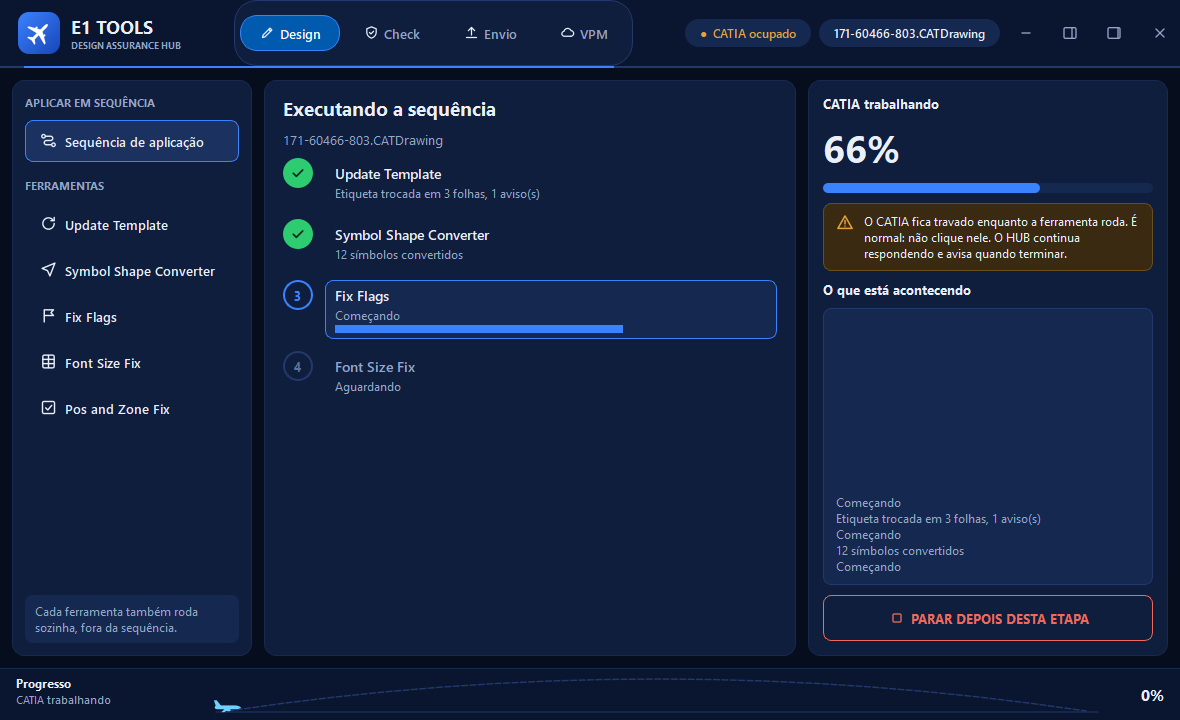 E1 TOOLS
DESIGN ASSURANCE HUB
Design
Check
Envio
VPM
CATIA ocupado
171-60466-803.CATDrawing
APLICAR EM SEQUÊNCIA
Sequência de aplicação
FERRAMENTAS
Update Template
Symbol Shape Converter
Fix Flags
Font Size Fix
Pos and Zone Fix
Cada ferramenta também roda
sozinha, fora da sequência.
Executando a sequência
171-60466-803.CATDrawing
Update Template
Etiqueta trocada em 3 folhas, 1 aviso(s)
Symbol Shape Converter
12 símbolos convertidos
3
Fix Flags
Começando
4
Font Size Fix
Aguardando
CATIA trabalhando
66%
O CATIA fica travado enquanto a ferramenta roda. É
normal: não clique nele. O HUB continua
respondendo e avisa quando terminar.
O que está acontecendo
Começando
Etiqueta trocada em 3 folhas, 1 aviso(s)
Começando
12 símbolos convertidos
Começando
PARAR DEPOIS DESTA ETAPA
Progresso
CATIA trabalhando
0%